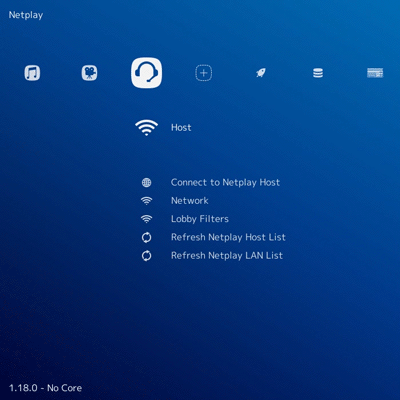 Netplay
Host
Connect to Netplay Host
Network
Lobby Filters
Refresh Netplay Host List
Refresh Netplay LAN List
1.18.0 - No Core